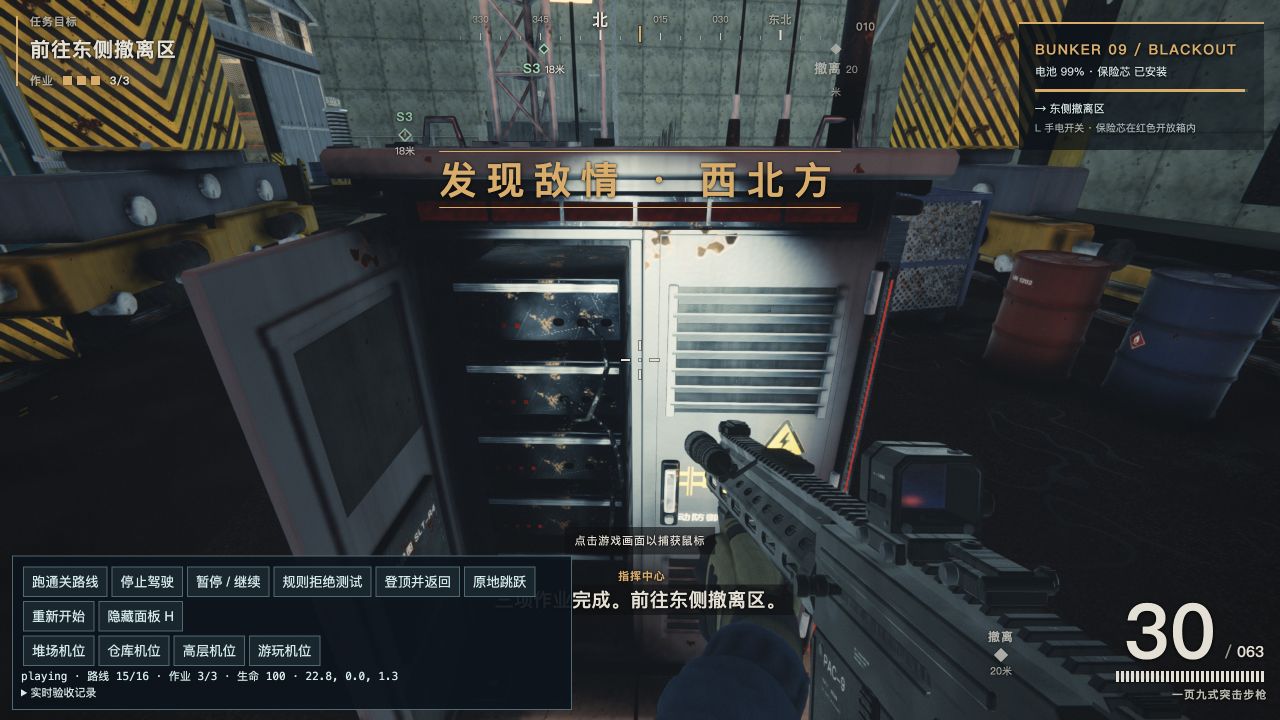 任务目标
前往东侧撤离区
作业 3/3
330 345 北 015 030 东北
010
S3 18米
撤离 20
米
S3
18米
BUNKER 09 / BLACKOUT
电池 99% · 保险芯 已安装
→ 东侧撤离区
L 手电开关 · 保险芯在红色开放箱内
发现敌情 · 西北方
点击游戏画面以捕获鼠标
指挥中心
三项作业完成。前往东侧撤离区。
跑通关路线 停止驾驶 暂停 / 继续 规则拒绝测试 登顶并返回 原地跳跃
重新开始 隐藏面板 H
堆场机位 仓库机位 高层机位 游玩机位
playing · 路线 15/16 · 作业 3/3 · 生命 100 · 22.8, 0.0, 1.3
▶ 实时验收记录
撤离
20米
30 / 063
一页九式突击步枪
PAC-9